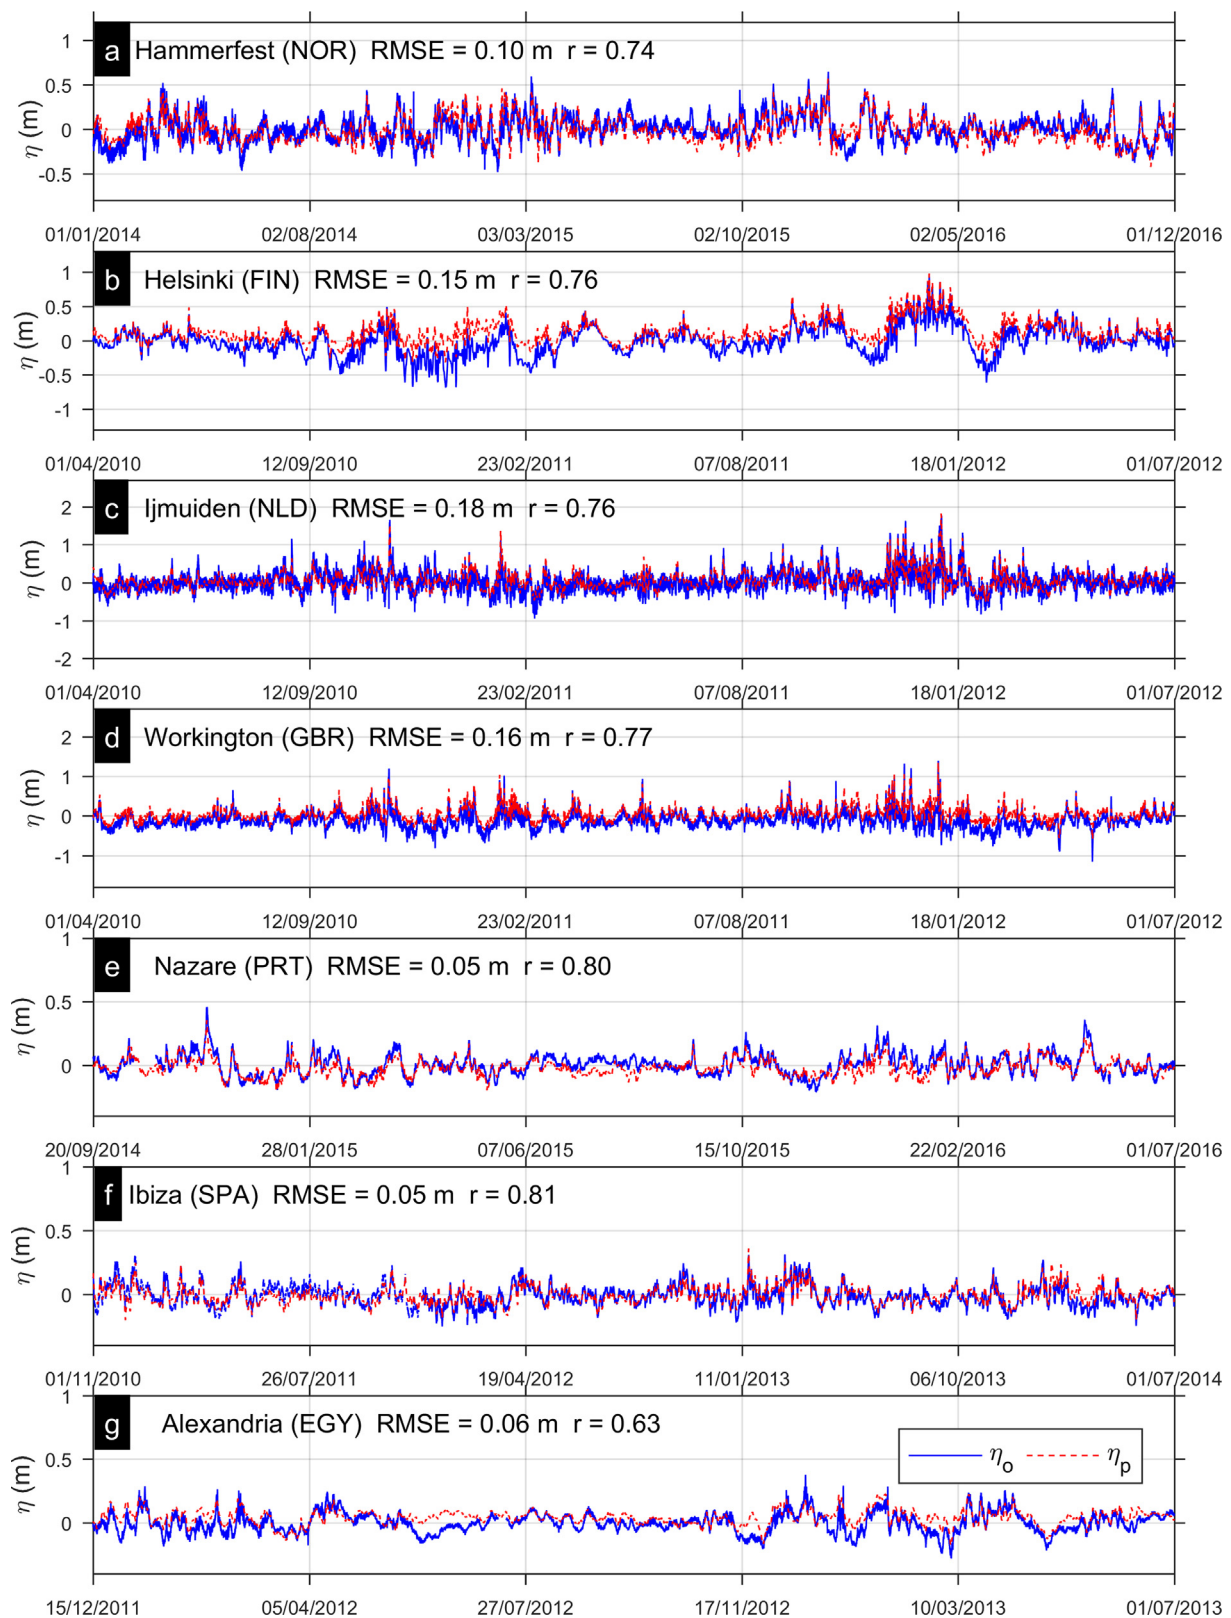 a Hammerfest (NOR) RMSE = 0.10 m r = 0.74
1
0.5
0
-0.5
η (m)
01/01/2014 02/08/2014 03/03/2015 02/10/2015 02/05/2016 01/12/2016
b Helsinki (FIN) RMSE = 0.15 m r = 0.76
1
0.5
0
-0.5
-1
η (m)
01/04/2010 12/09/2010 23/02/2011 07/08/2011 18/01/2012 01/07/2012
c Ijmuiden (NLD) RMSE = 0.18 m r = 0.76
2
1
0
-1
-2
η (m)
01/04/2010 12/09/2010 23/02/2011 07/08/2011 18/01/2012 01/07/2012
d Workington (GBR) RMSE = 0.16 m r = 0.77
2
1
0
-1
η (m)
01/04/2010 12/09/2010 23/02/2011 07/08/2011 18/01/2012 01/07/2012
1
e Nazare (PRT) RMSE = 0.05 m r = 0.80
0.5
0
η (m)
20/09/2014 28/01/2015 07/06/2015 15/10/2015 22/02/2016 01/07/2016
1
f Ibiza (SPA) RMSE = 0.05 m r = 0.81
0.5
0
η (m)
01/11/2010 26/07/2011 19/04/2012 11/01/2013 06/10/2013 01/07/2014
1
g Alexandria (EGY) RMSE = 0.06 m r = 0.63
ηo ηp
0.5
0
η (m)
15/12/2011 05/04/2012 27/07/2012 17/11/2012 10/03/2013 01/07/2013